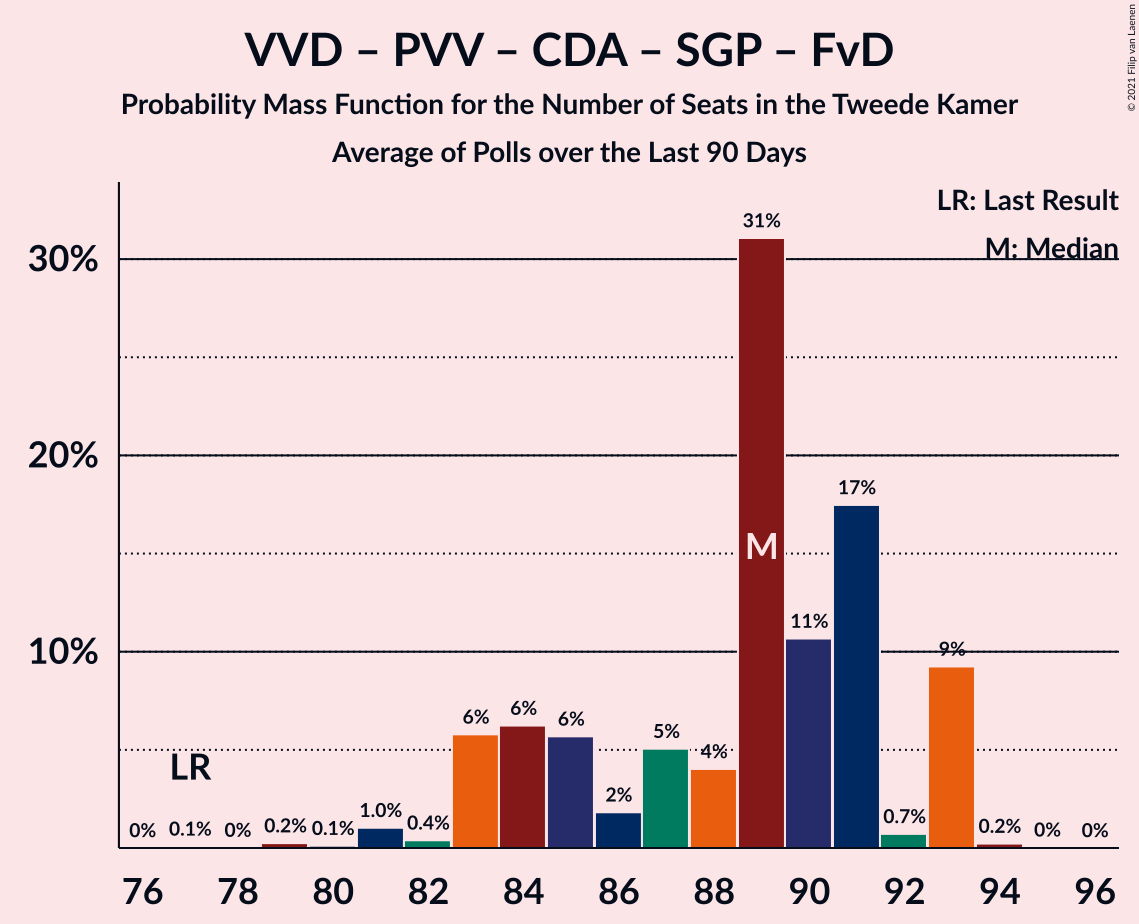 VVD – PVV – CDA – SGP – FvD
Probability Mass Function for the Number of Seats in the Tweede Kamer
Average of Polls over the Last 90 Days
© 2021 Filip van Laenen
LR: Last Result
M: Median
30%
20%
10%
0% 0.1% 0% 0.2% 0.1% 1.0% 0.4% 6% 6% 6% 2% 5% 4% 31% 11% 17% 0.7% 9% 0.2% 0% 0%
LR
M
76 78 80 82 84 86 88 90 92 94 96